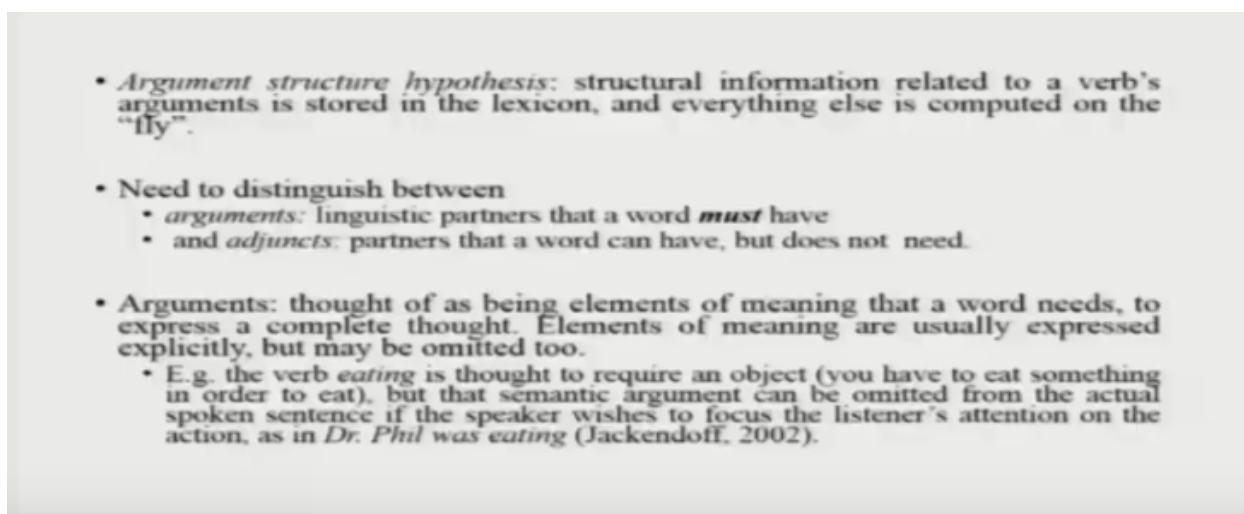 • Argument structure hypothesis: structural information related to a verb's
arguments is stored in the lexicon, and everything else is computed on the
“fly”.
• Need to distinguish between
• arguments: linguistic partners that a word must have
• and adjuncts: partners that a word can have, but does not need.
• Arguments: thought of as being elements of meaning that a word needs, to
express a complete thought. Elements of meaning are usually expressed
explicitly, but may be omitted too.
• E.g. the verb eating is thought to require an object (you have to eat something
in order to eat), but that semantic argument can be omitted from the actual
spoken sentence if the speaker wishes to focus the listener's attention on the
action, as in Dr. Phil was eating (Jackendoff, 2002).